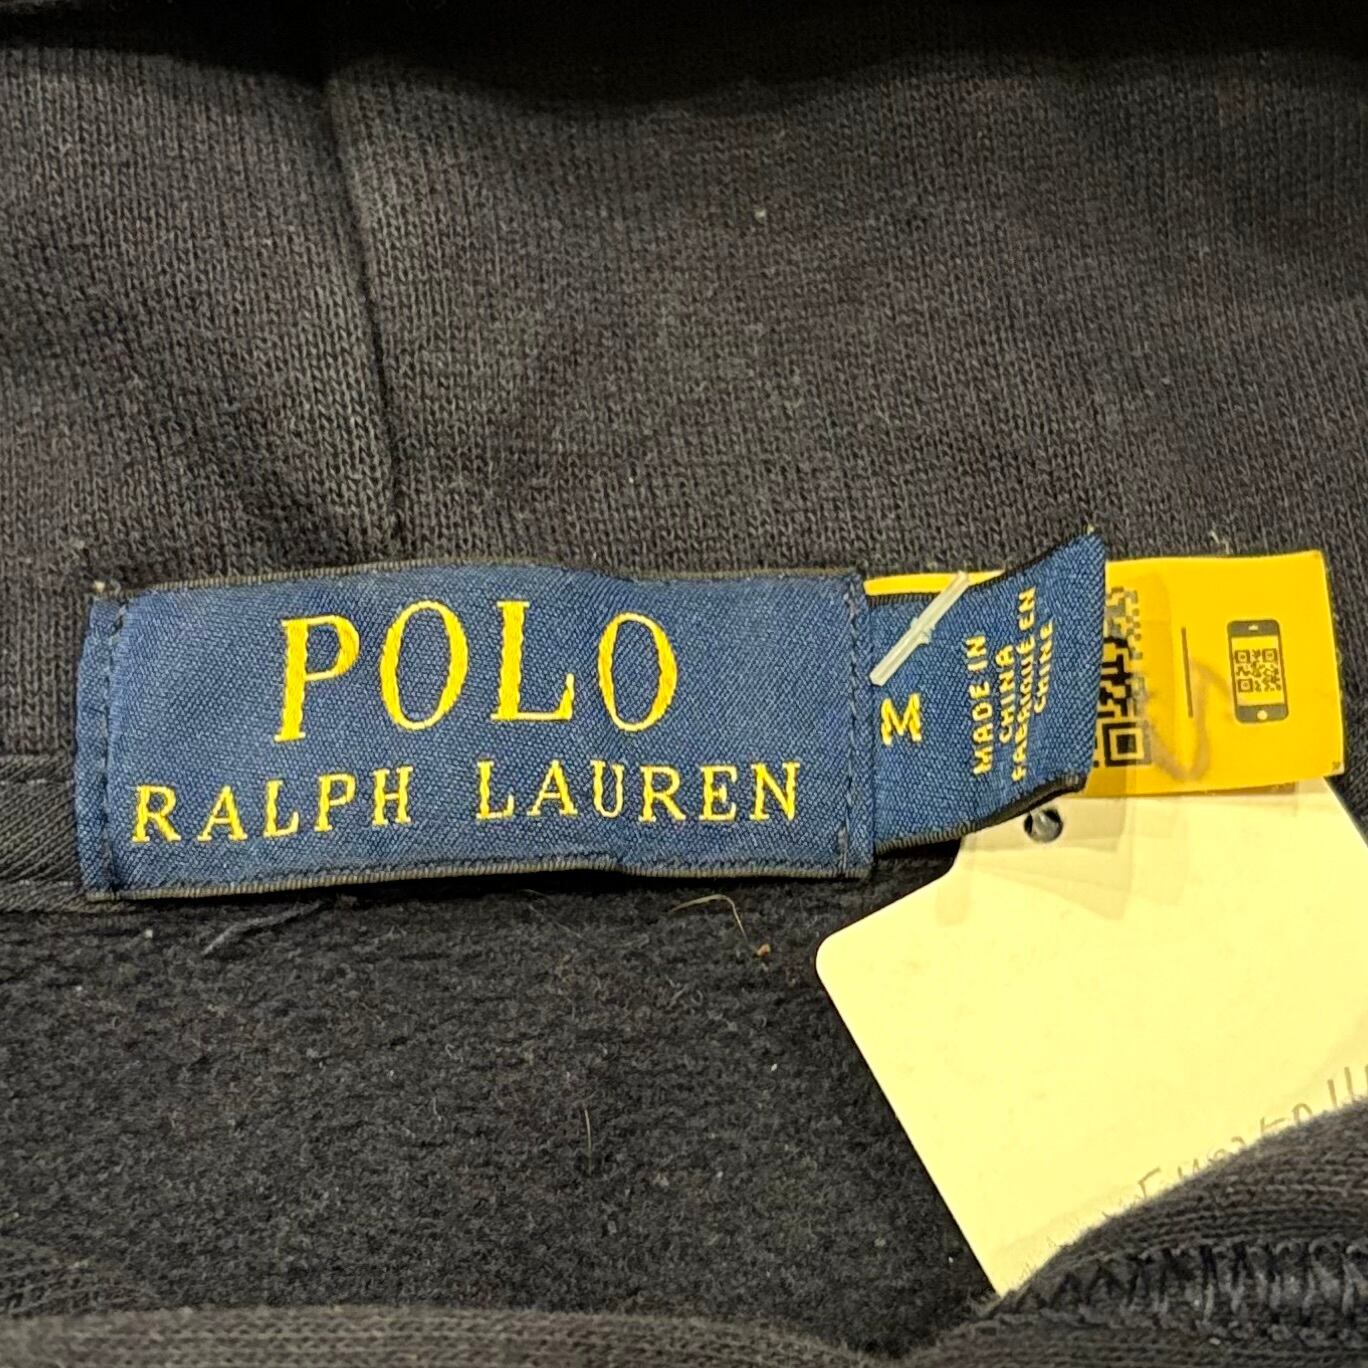 POLO
RALPH LAUREN
M
MADE IN
CHINA
FABRIQUÉ EN
CHINE